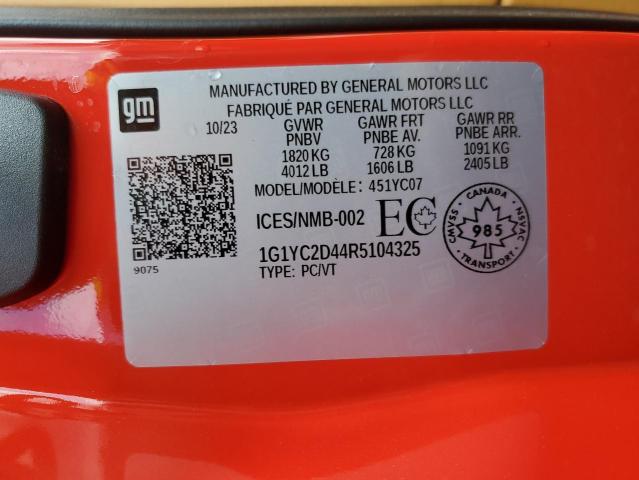 gm
MANUFACTURED BY GENERAL MOTORS LLC
FABRIQUÉ PAR GENERAL MOTORS LLC
10/23 GVWR GAWR FRT GAWR RR
PNBV PNBE AV. PNBE ARR.
1820 KG 728 KG 1091 KG
4012 LB 1606 LB 2405 LB
MODEL/MODÈLE: 451YC07
ICES/NMB-002 EC
CANADA
CMVSS 985 NSVAC
TRANSPORT
1G1YC2D44R5104325
TYPE: PC/VT
9075